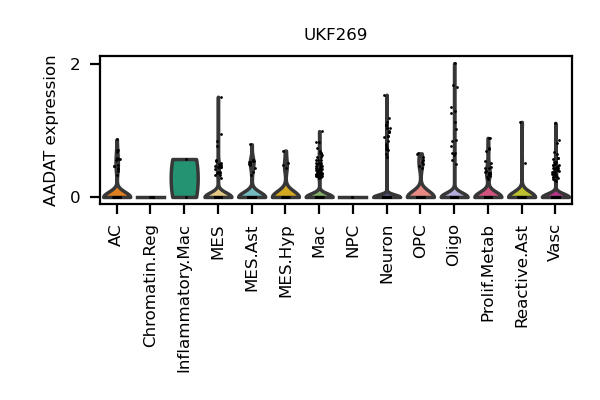 UKF269
AADAT expression
2
0
AC
Chromatin.Reg
Inflammatory.Mac
MES
MES.Ast
MES.Hyp
Mac
NPC
Neuron
OPC
Oligo
Prolif.Metab
Reactive.Ast
Vasc